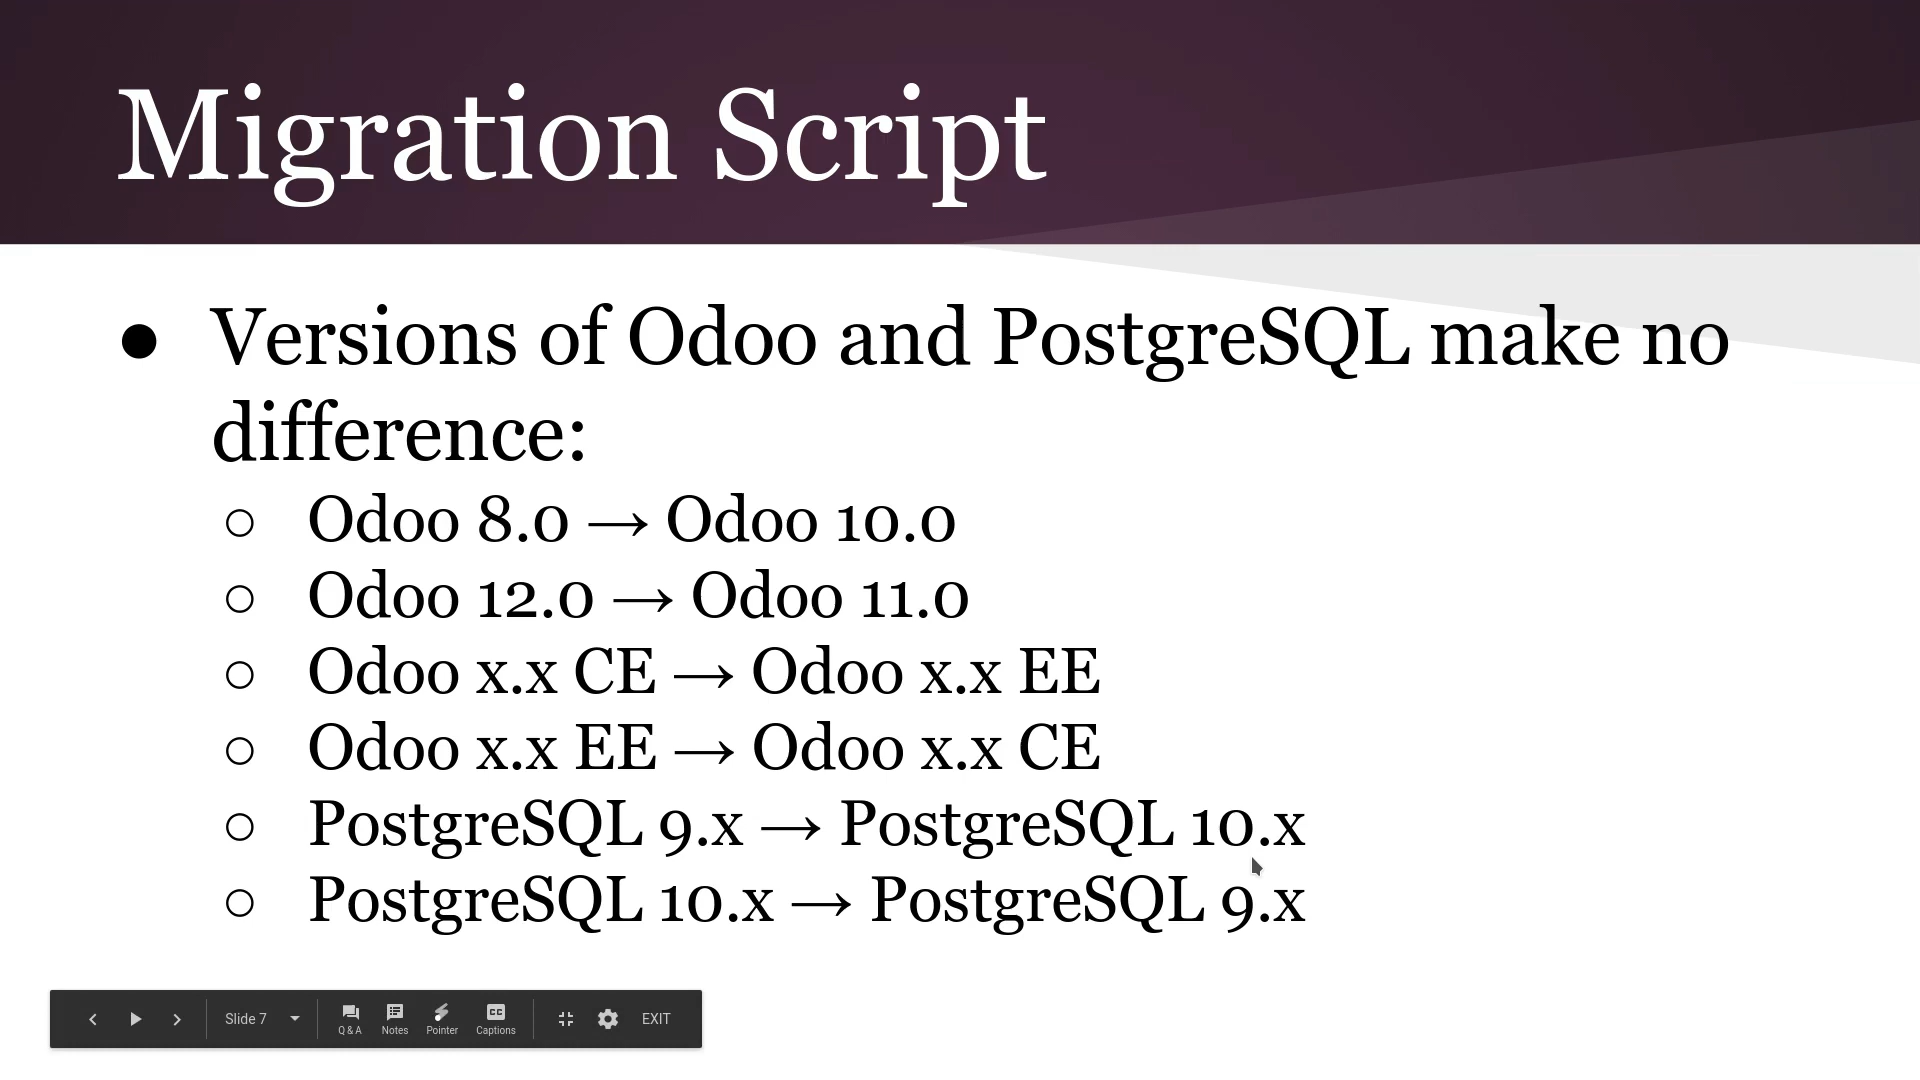 Migration Script
● Versions of Odoo and PostgreSQL make no
difference:
○ Odoo 8.0 → Odoo 10.0
○ Odoo 12.0 → Odoo 11.0
○ Odoo x.x CE → Odoo x.x EE
○ Odoo x.x EE → Odoo x.x CE
○ PostgreSQL 9.x → PostgreSQL 10.x
○ PostgreSQL 10.x → PostgreSQL 9.x
Slide 7 Q & A Notes Pointer Captions EXIT